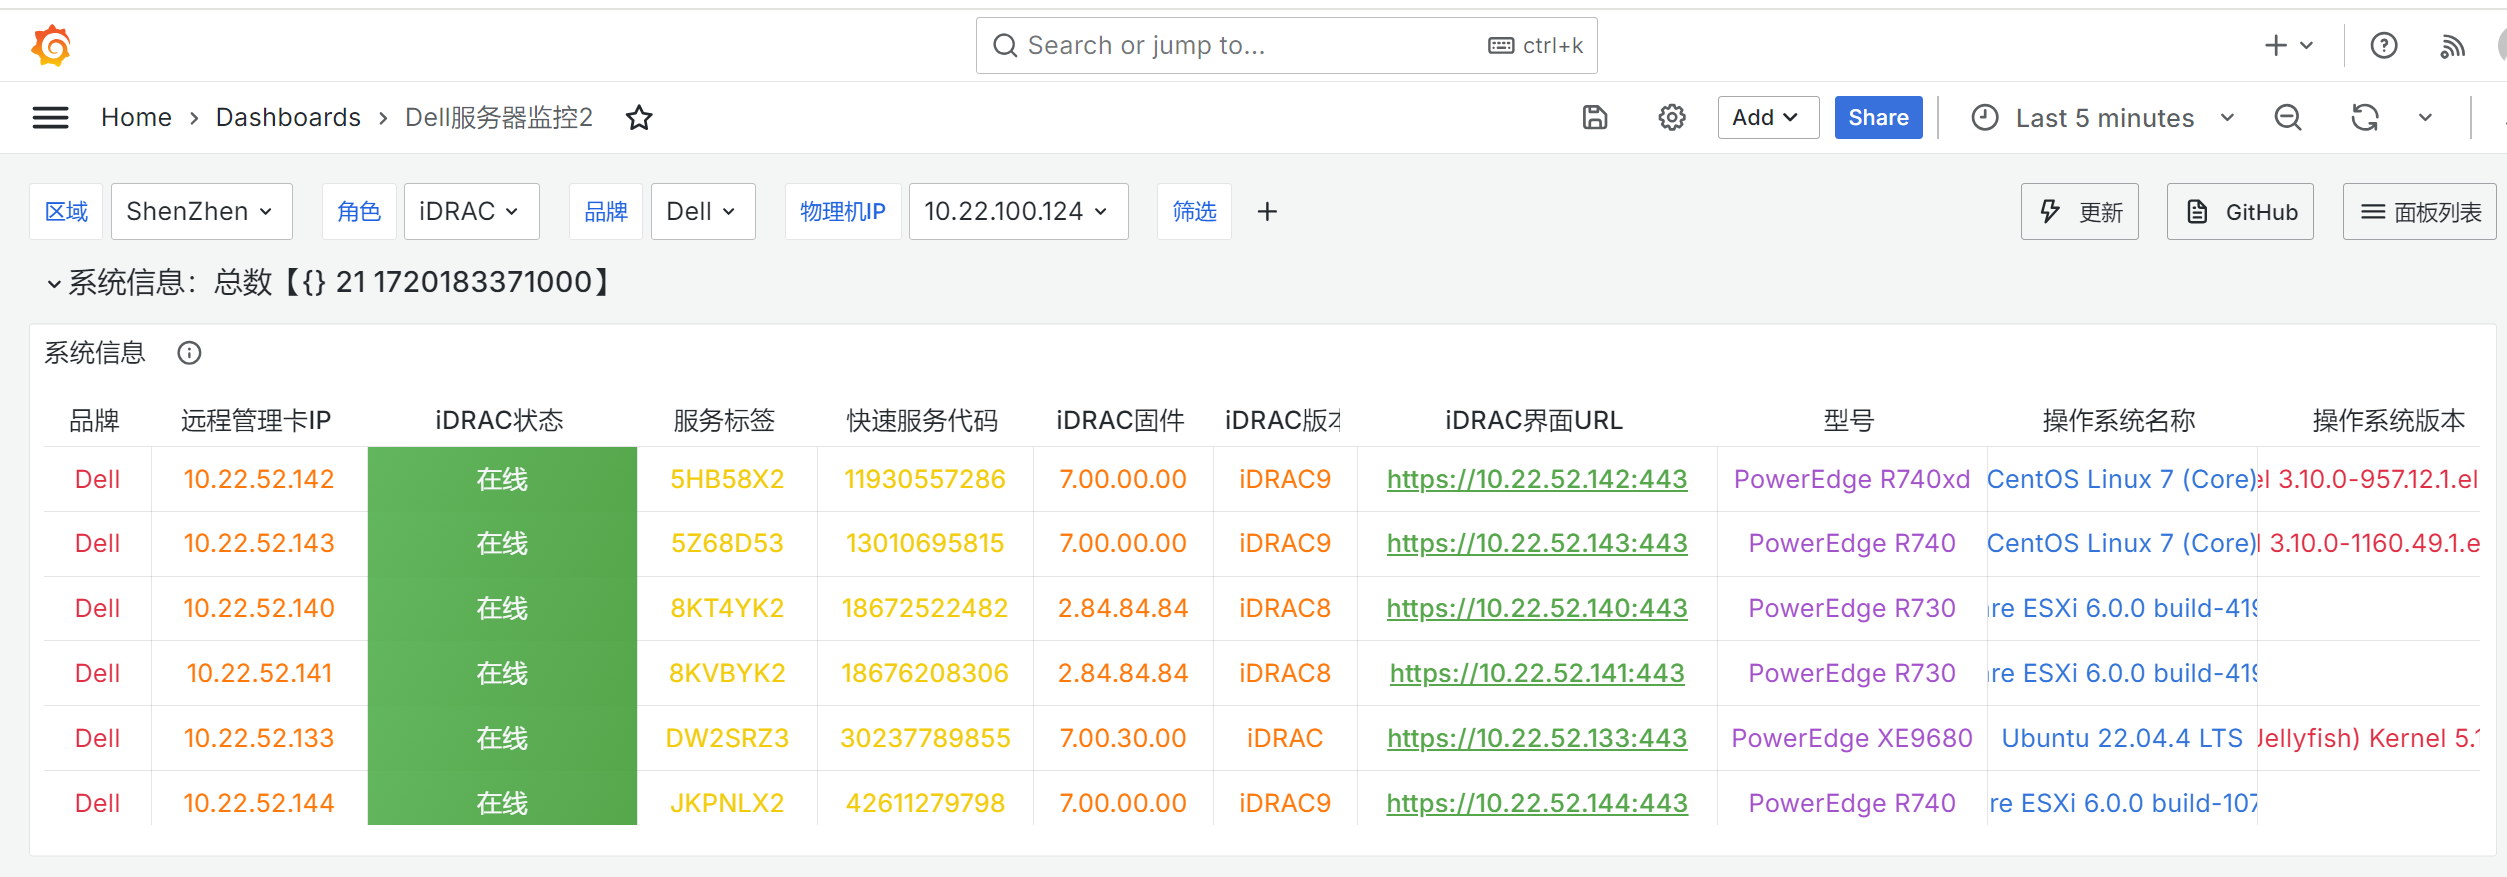 Search or jump to... ctrl+k
Home › Dashboards › Dell服务器监控2 Add Share Last 5 minutes
区域 ShenZhen 角色 iDRAC 品牌 Dell 物理机IP 10.22.100.124 筛选 + 更新 GitHub 面板列表
系统信息：总数【{} 21 1720183371000】
系统信息
品牌 远程管理卡IP iDRAC状态 服务标签 快速服务代码 iDRAC固件 iDRAC版本 iDRAC界面URL 型号 操作系统名称 操作系统版本
Dell 10.22.52.142 在线 5HB58X2 11930557286 7.00.00.00 iDRAC9 https://10.22.52.142:443 PowerEdge R740xd CentOS Linux 7 (Core) el 3.10.0-957.12.1.el
Dell 10.22.52.143 在线 5Z68D53 13010695815 7.00.00.00 iDRAC9 https://10.22.52.143:443 PowerEdge R740 CentOS Linux 7 (Core) 3.10.0-1160.49.1.e
Dell 10.22.52.140 在线 8KT4YK2 18672522482 2.84.84.84 iDRAC8 https://10.22.52.140:443 PowerEdge R730 re ESXi 6.0.0 build-419
Dell 10.22.52.141 在线 8KVBYK2 18676208306 2.84.84.84 iDRAC8 https://10.22.52.141:443 PowerEdge R730 re ESXi 6.0.0 build-419
Dell 10.22.52.133 在线 DW2SRZ3 30237789855 7.00.30.00 iDRAC https://10.22.52.133:443 PowerEdge XE9680 Ubuntu 22.04.4 LTS Jellyfish) Kernel 5.1
Dell 10.22.52.144 在线 JKPNLX2 42611279798 7.00.00.00 iDRAC9 https://10.22.52.144:443 PowerEdge R740 re ESXi 6.0.0 build-107